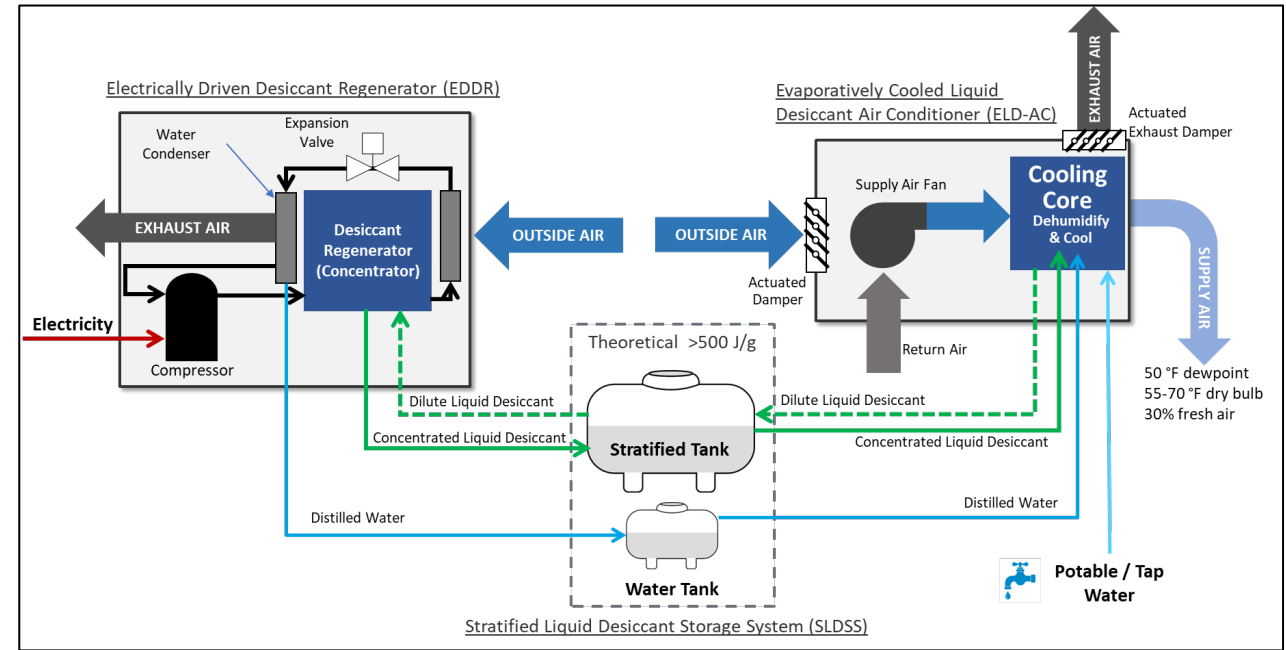 Electrically Driven Desiccant Regenerator (EDDR)
Water
Condenser
Expansion
Valve
EXHAUST AIR
Desiccant
Regenerator
(Concentrator)
OUTSIDE AIR
Electricity
Compressor
Evaporatively Cooled Liquid
Desiccant Air Conditioner (ELD-AC)
EXHAUST AIR
Actuated
Exhaust Damper
OUTSIDE AIR
Actuated
Damper
Supply Air Fan
Cooling
Core
Dehumidify
& Cool
Return Air
SUPPLY AIR
50 °F dewpoint
55-70 °F dry bulb
30% fresh air
Theoretical >500 J/g
Dilute Liquid Desiccant
Concentrated Liquid Desiccant
Stratified Tank
Dilute Liquid Desiccant
Concentrated Liquid Desiccant
Distilled Water
Water Tank
Distilled Water
Potable / Tap
Water
Stratified Liquid Desiccant Storage System (SLDSS)